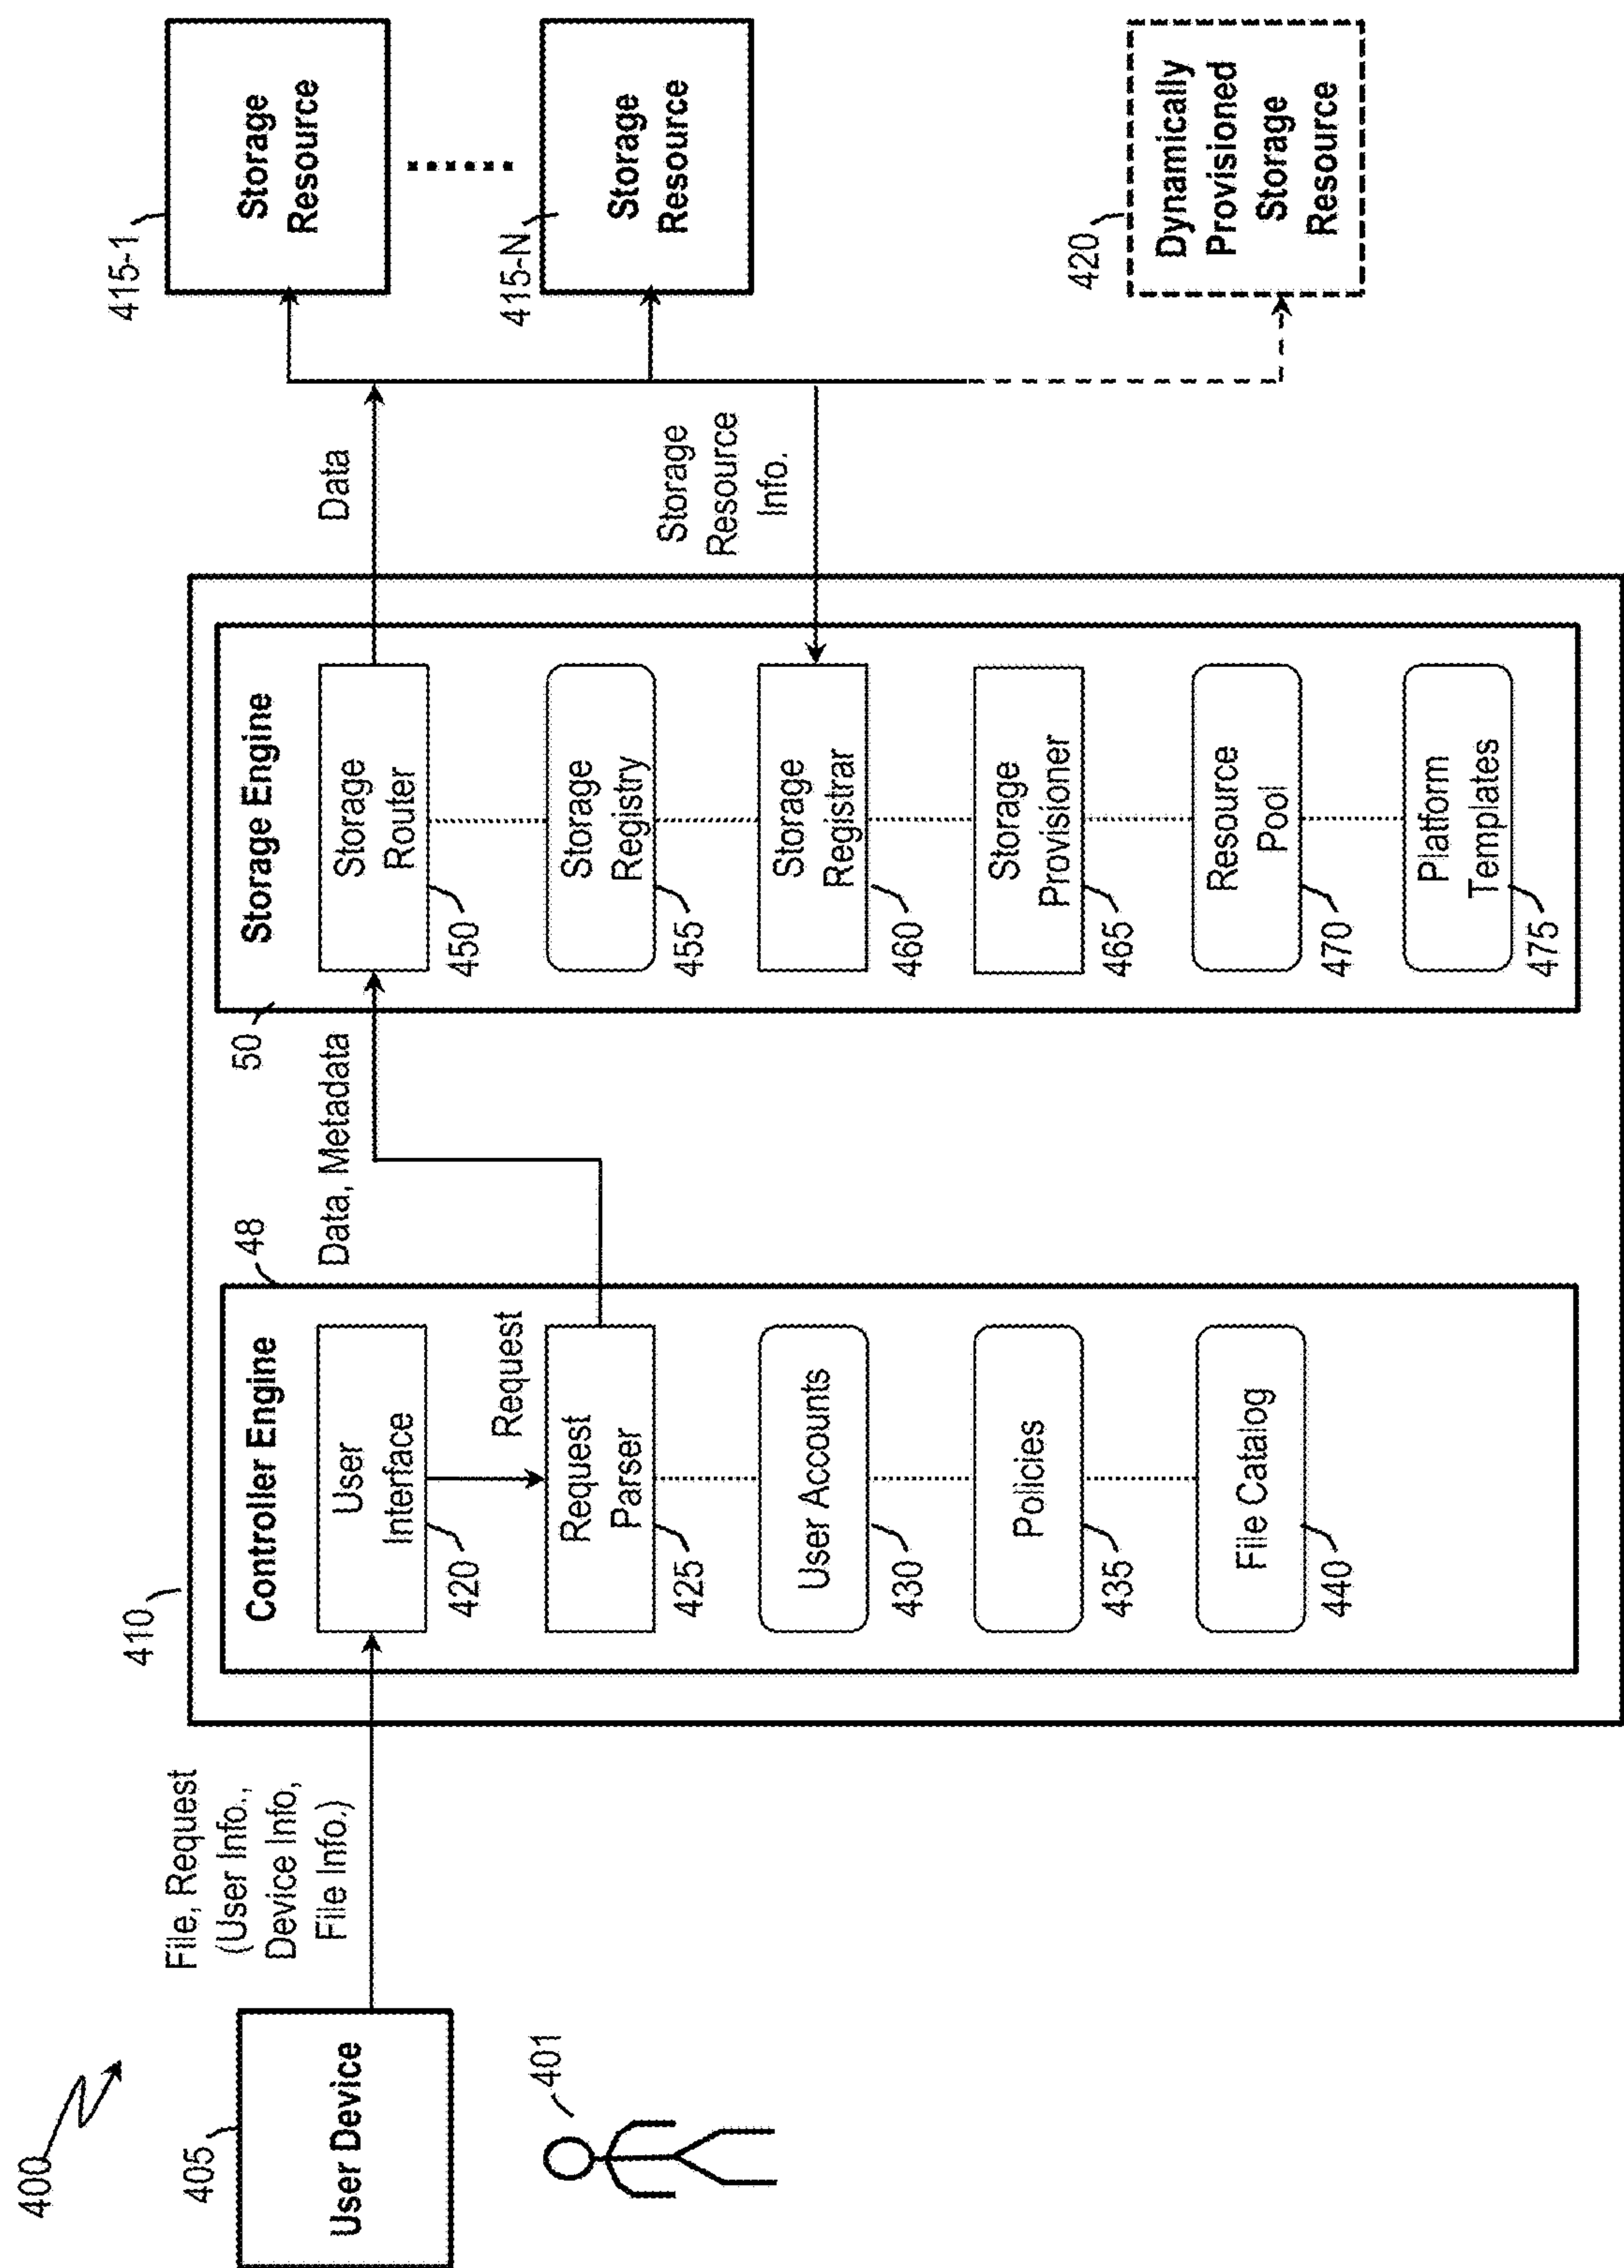 400
405
User Device
401
File, Request
(User Info.,
Device Info,
File Info.)
410
Controller Engine
48
User
Interface
420
Request
Request
Parser
425
User Accounts
430
Policies
435
File Catalog
440
Data, Metadata
50
Storage Engine
Storage
Router
450
Storage
Registry
455
Storage
Registrar
460
Storage
Provisioner
465
Resource
Pool
470
Platform
Templates
475
Data
Storage
Resource
Info.
415-1
Storage
Resource
415-N
Storage
Resource
420
Dynamically
Provisioned
Storage
Resource